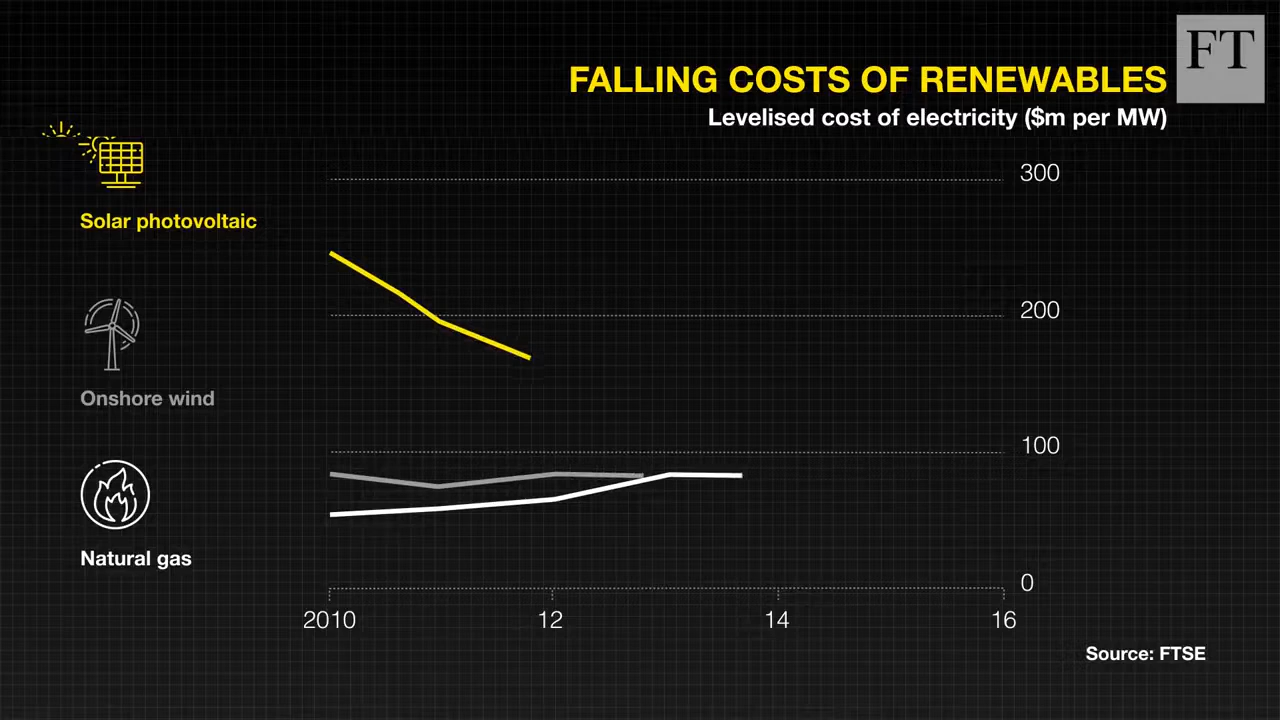 FT
FALLING COSTS OF RENEWABLES
Levelised cost of electricity ($m per MW)
Solar photovoltaic
Onshore wind
Natural gas
300
200
100
0
2010 12 14 16
Source: FTSE